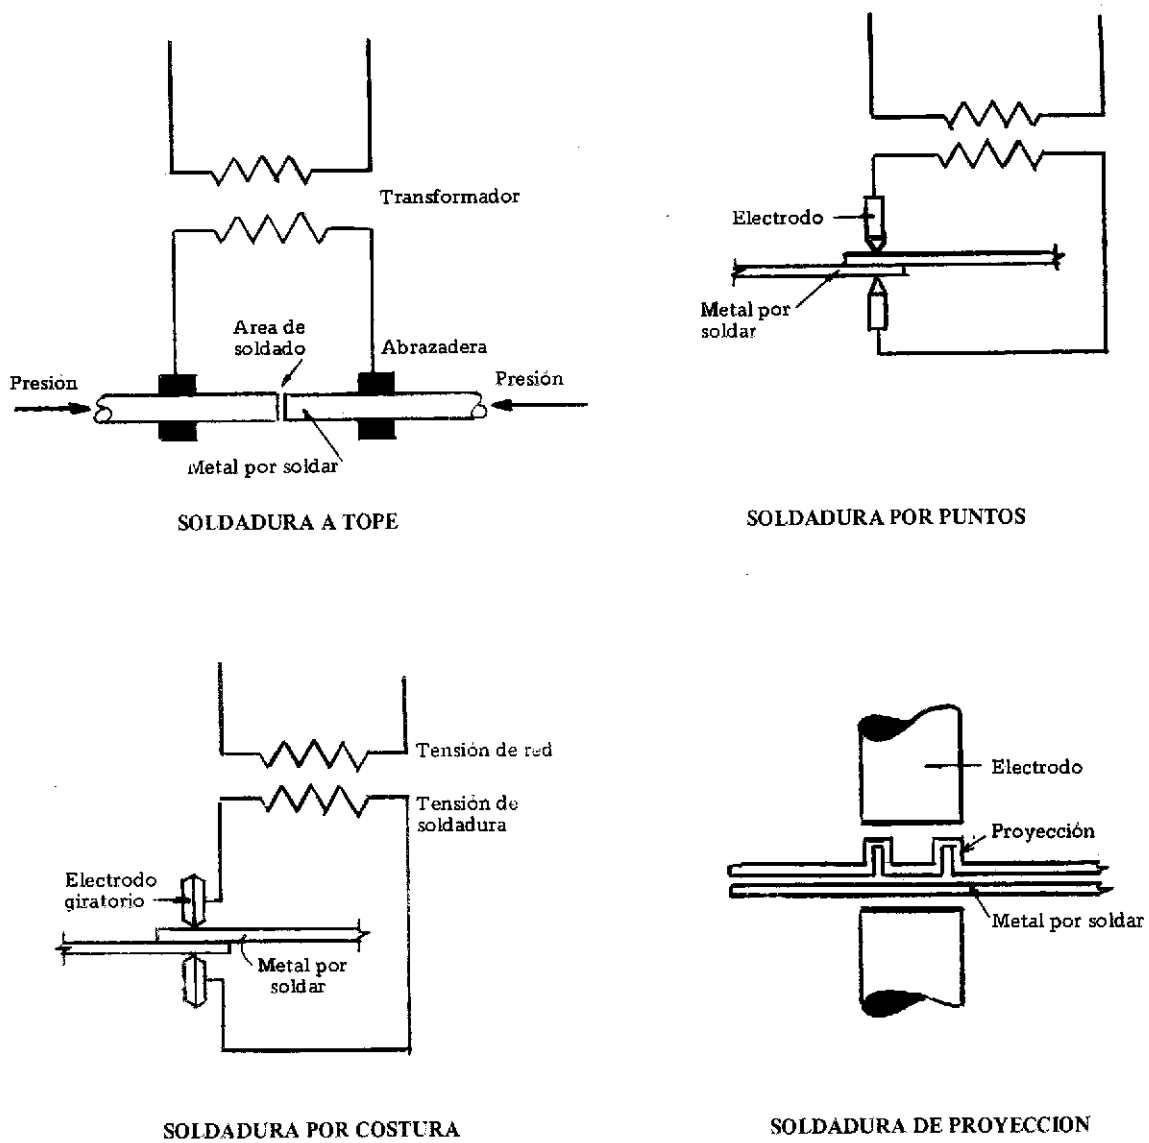 Transformador
Area de
soldado
Abrazadera
Presión
Presión
Metal por soldar
SOLDADURA A TOPE
Electrodo
Metal por
soldar
SOLDADURA POR PUNTOS
Tensión de red
Tensión de
soldadura
Electrodo
giratorio
Metal por
soldar
SOLDADURA POR COSTURA
Electrodo
Proyección
Metal por soldar
SOLDADURA DE PROYECCION